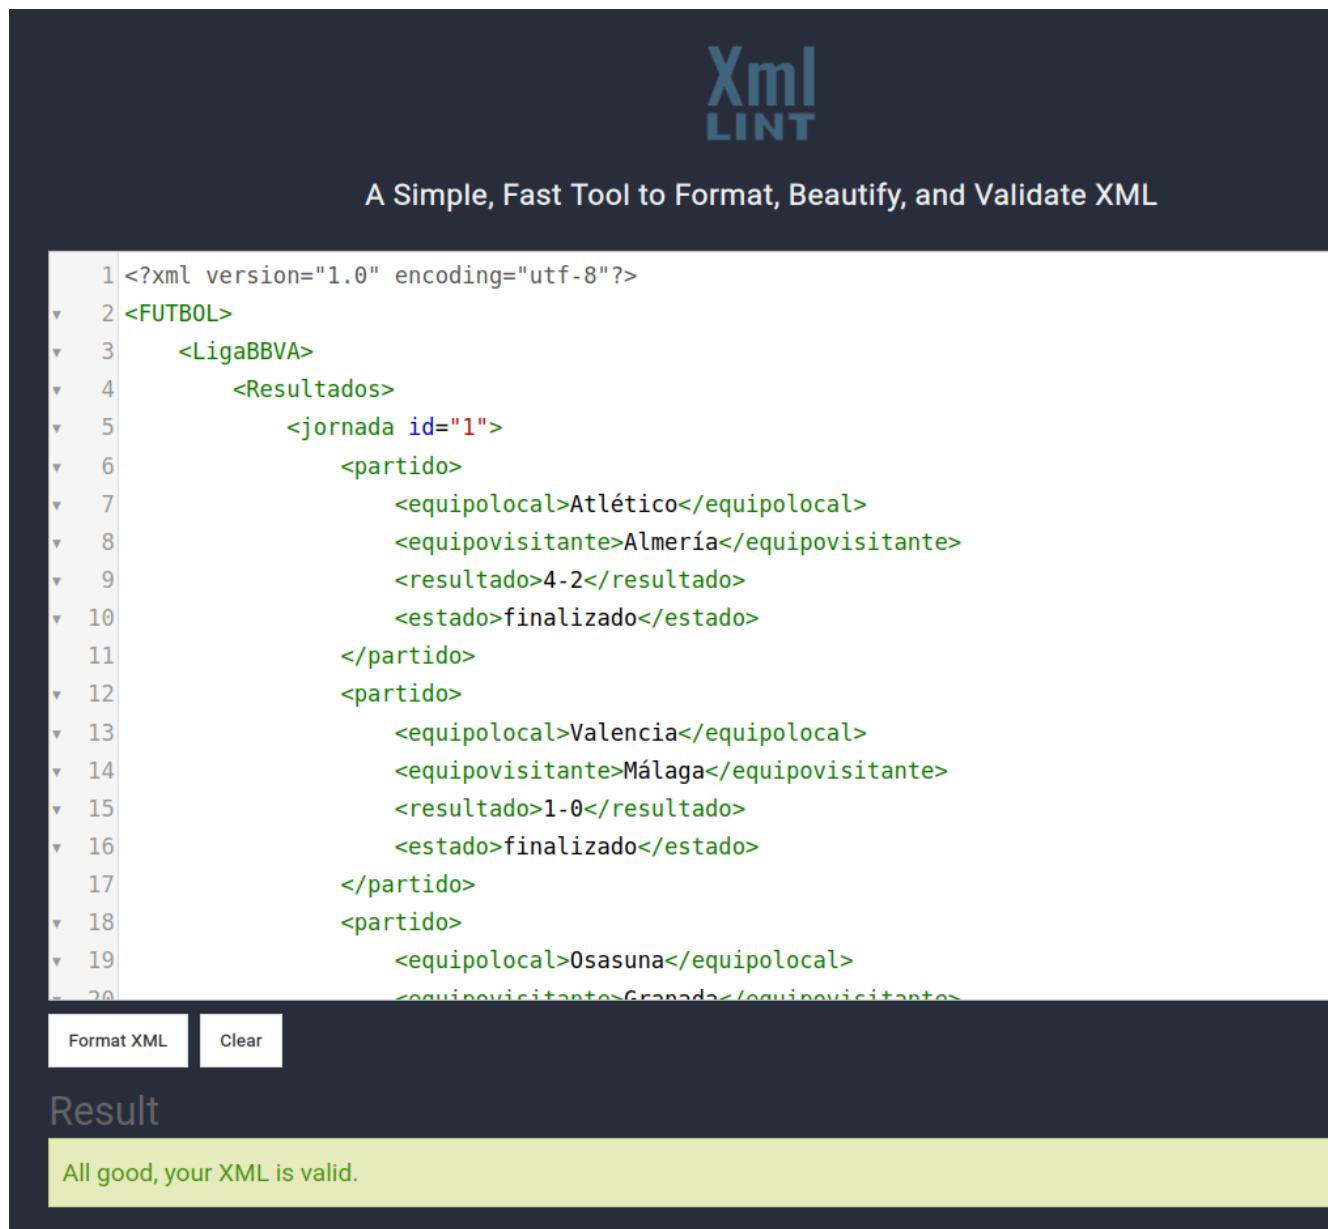 Xml
LINT
A Simple, Fast Tool to Format, Beautify, and Validate XML
1 <?xml version="1.0" encoding="utf-8"?>
2 <FUTBOL>
3 <LigaBBVA>
4 <Resultados>
5 <jornada id="1">
6 <partido>
7 <equipolocal>Atlético</equipolocal>
8 <equipovisitante>Almería</equipovisitante>
9 <resultado>4-2</resultado>
10 <estado>finalizado</estado>
11 </partido>
12 <partido>
13 <equipolocal>Valencia</equipolocal>
14 <equipovisitante>Málaga</equipovisitante>
15 <resultado>1-0</resultado>
16 <estado>finalizado</estado>
17 </partido>
18 <partido>
19 <equipolocal>Osasuna</equipolocal>
20 <equipovisitante>Granada</equipovisitante>
Format XML Clear
Result
All good, your XML is valid.